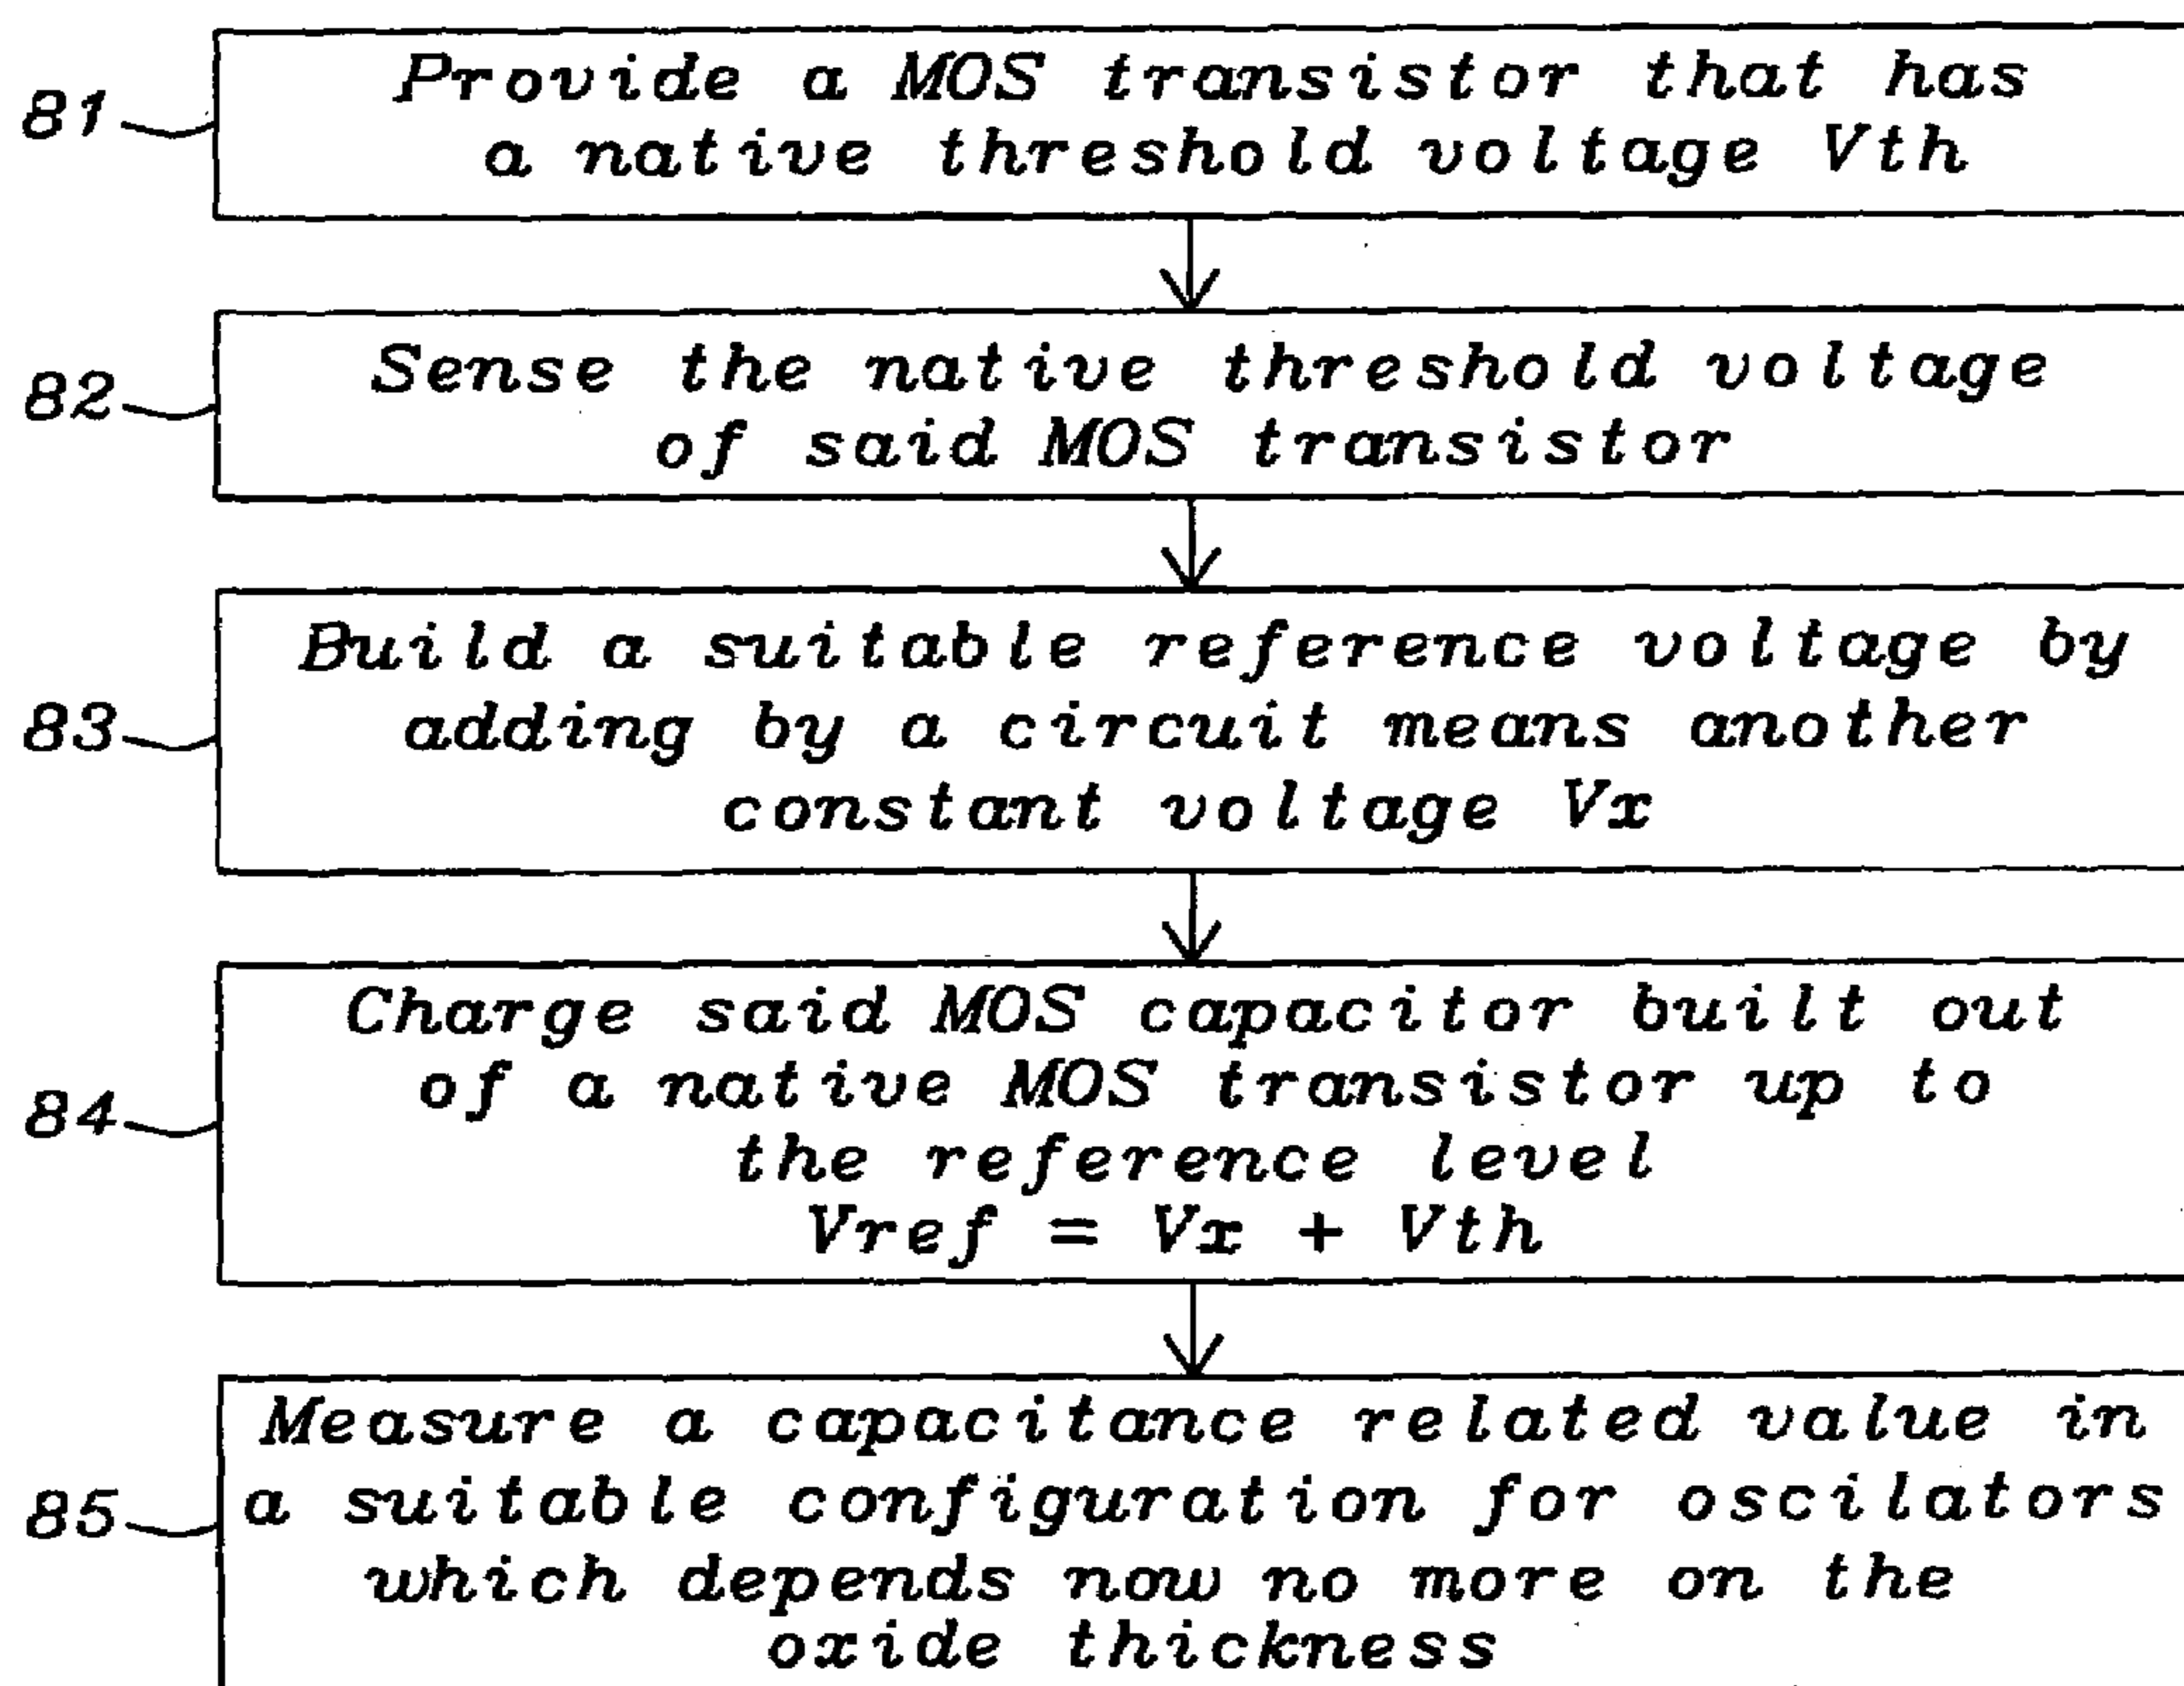 81
Provide a MOS transistor that has
a native threshold voltage Vth
82
Sense the native threshold voltage
of said MOS transistor
83
Build a suitable reference voltage by
adding by a circuit means another
constant voltage Vx
84
Charge said MOS capacitor built out
of a native MOS transistor up to
the reference level
Vref = Vx + Vth
85
Measure a capacitance related value in
a suitable configuration for oscilators
which depends now no more on the
oxide thickness